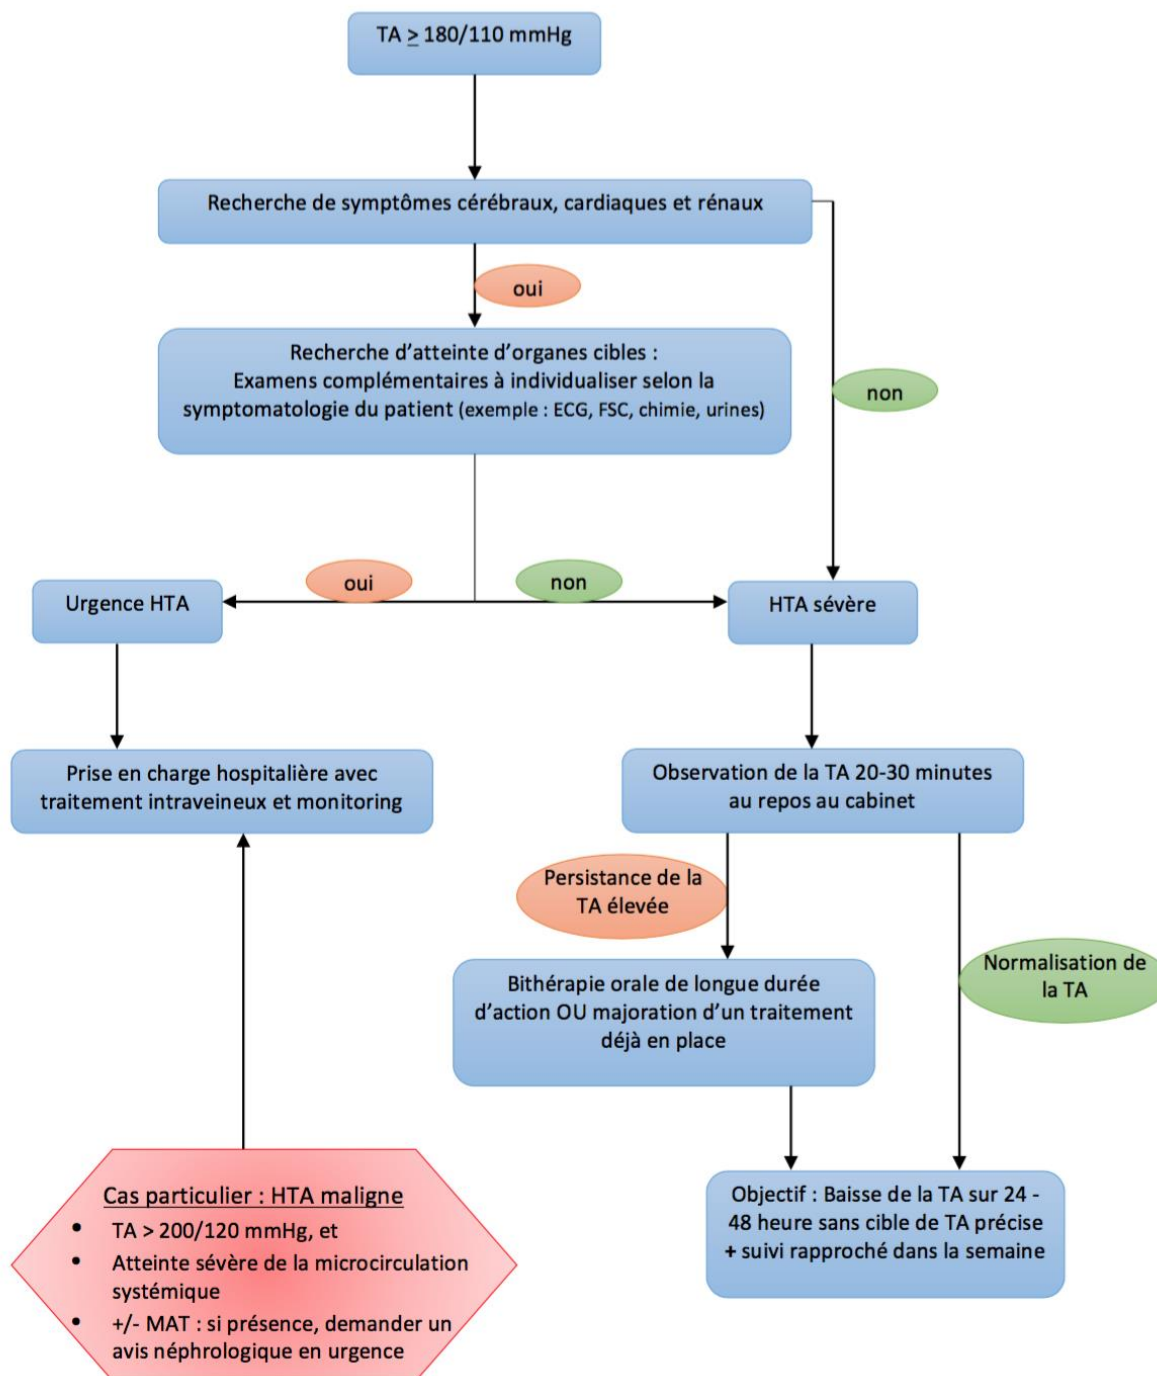 TA ≥ 180/110 mmHg
Recherche de symptômes cérébraux, cardiaques et rénaux
oui
non
Recherche d’atteinte d’organes cibles :
Examens complémentaires à individualiser selon la
symptomatologie du patient (exemple : ECG, FSC, chimie, urines)
oui
non
Urgence HTA
HTA sévère
Prise en charge hospitalière avec
traitement intraveineux et monitoring
Observation de la TA 20-30 minutes
au repos au cabinet
Persistance de la
TA élevée
Normalisation de
la TA
Bithérapie orale de longue durée
d’action OU majoration d’un traitement
déjà en place
Cas particulier : HTA maligne
• TA > 200/120 mmHg, et
• Atteinte sévère de la microcirculation
systémique
• +/- MAT : si présence, demander un
avis néphrologique en urgence
Objectif : Baisse de la TA sur 24 -
48 heure sans cible de TA précise
+ suivi rapproché dans la semaine